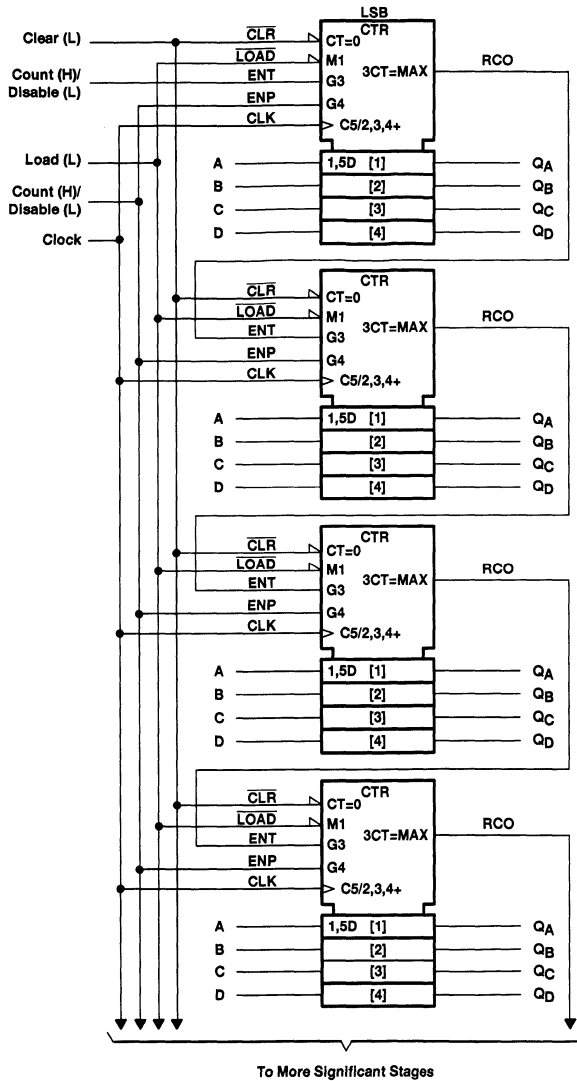 LSB
Clear (L)
CLR
CT=0
CTR
LOAD
M1
Count (H)/
Disable (L)
ENT
G3
3CT=MAX
RCO
ENP
G4
CLK
C5/2,3,4+
Load (L)
A
1,5D [1]
QA
Count (H)/
Disable (L)
B
[2]
QB
C
[3]
QC
Clock
D
[4]
QD
CTR
CLR
CT=0
LOAD
M1
ENT
G3
3CT=MAX
RCO
ENP
G4
CLK
C5/2,3,4+
A
1,5D [1]
QA
B
[2]
QB
C
[3]
QC
D
[4]
QD
CTR
CLR
CT=0
LOAD
M1
ENT
G3
3CT=MAX
RCO
ENP
G4
CLK
C5/2,3,4+
A
1,5D [1]
QA
B
[2]
QB
C
[3]
QC
D
[4]
QD
CTR
CLR
CT=0
LOAD
M1
ENT
G3
3CT=MAX
RCO
ENP
G4
CLK
C5/2,3,4+
A
1,5D [1]
QA
B
[2]
QB
C
[3]
QC
D
[4]
QD
To More Significant Stages